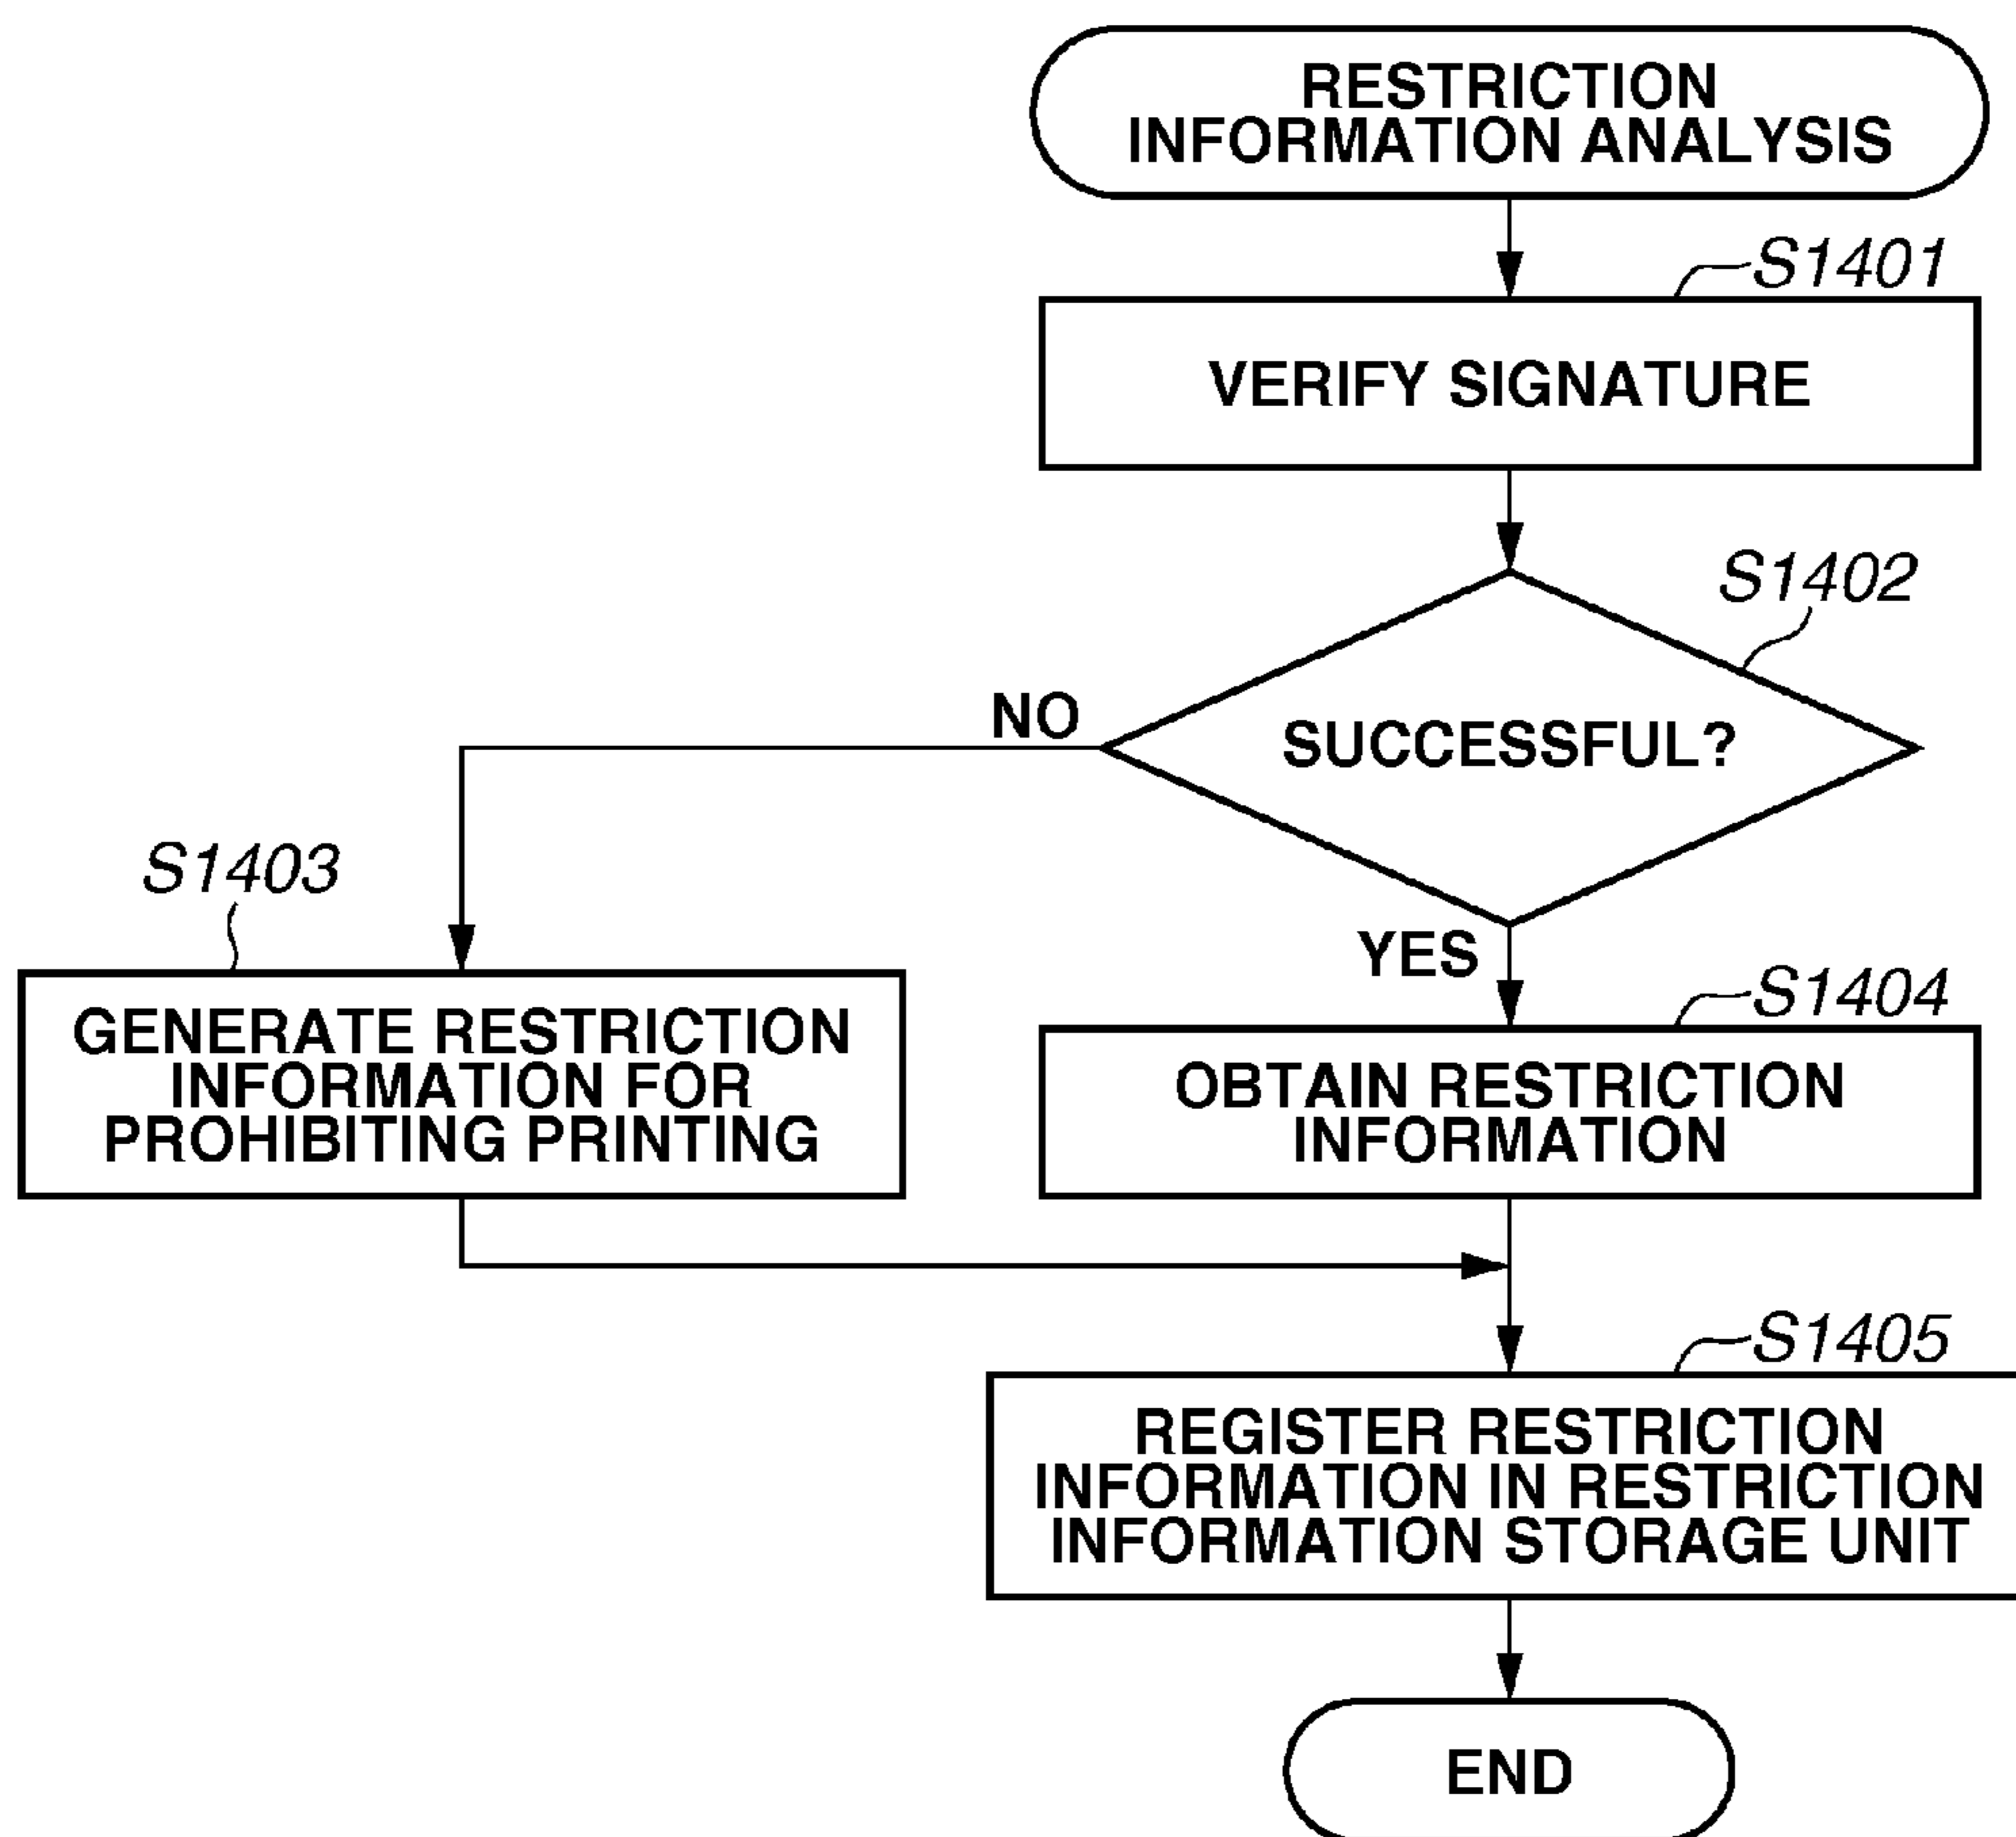 RESTRICTION
INFORMATION ANALYSIS
S1401
VERIFY SIGNATURE
S1402
NO
SUCCESSFUL?
S1403
YES
GENERATE RESTRICTION
INFORMATION FOR
PROHIBITING PRINTING
S1404
OBTAIN RESTRICTION
INFORMATION
S1405
REGISTER RESTRICTION
INFORMATION IN RESTRICTION
INFORMATION STORAGE UNIT
END